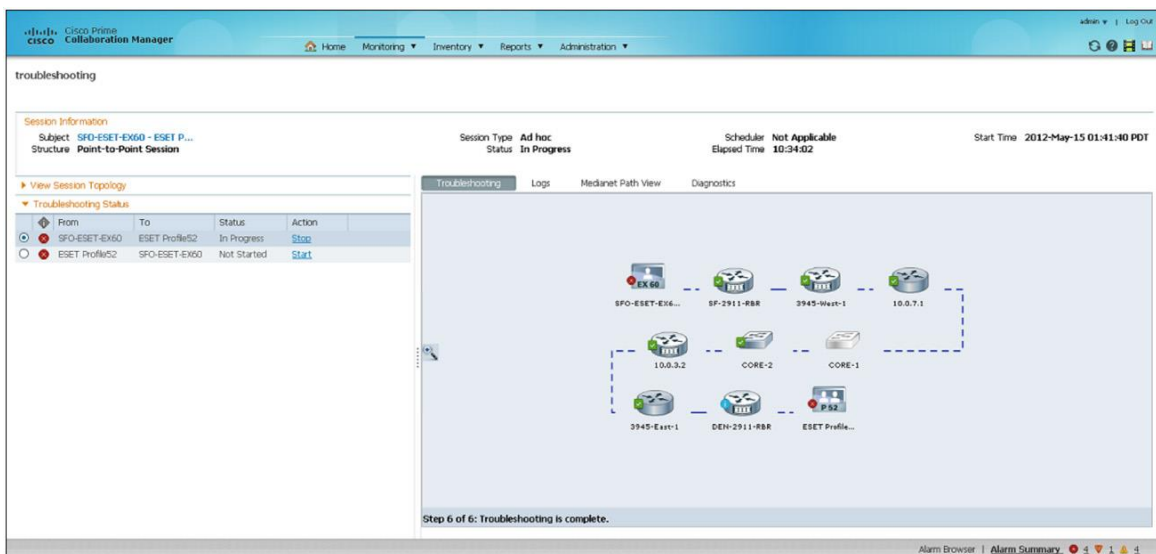 admin | Log Out
cisco Cisco Prime
Collaboration Manager
Home Monitoring Inventory Reports Administration
troubleshooting
Session Information
Subject SFO-ESET-EX60 - ESET P... Session Type Ad hoc Scheduler Not Applicable Start Time 2012-May-15 01:41:40 PDT
Structure Point-to-Point Session Status In Progress Elapsed Time 10:34:02
View Session Topology
Troubleshooting Status
From To Status Action
SFO-ESET-EX60 ESET Profile52 In Progress Stop
ESET Profile52 SFO-ESET-EX60 Not Started Start
Troubleshooting Logs Medianet Path View Diagnostics
EX 60
SFO-ESET-EX6... SF-2911-RBR 3945-West-1 10.0.7.1
10.0.3.2 CORE-2 CORE-1
P 52
3945-East-1 DEN-2911-RBR ESET Profile...
Step 6 of 6: Troubleshooting is complete.
Alarm Browser | Alarm Summary 4 1 4